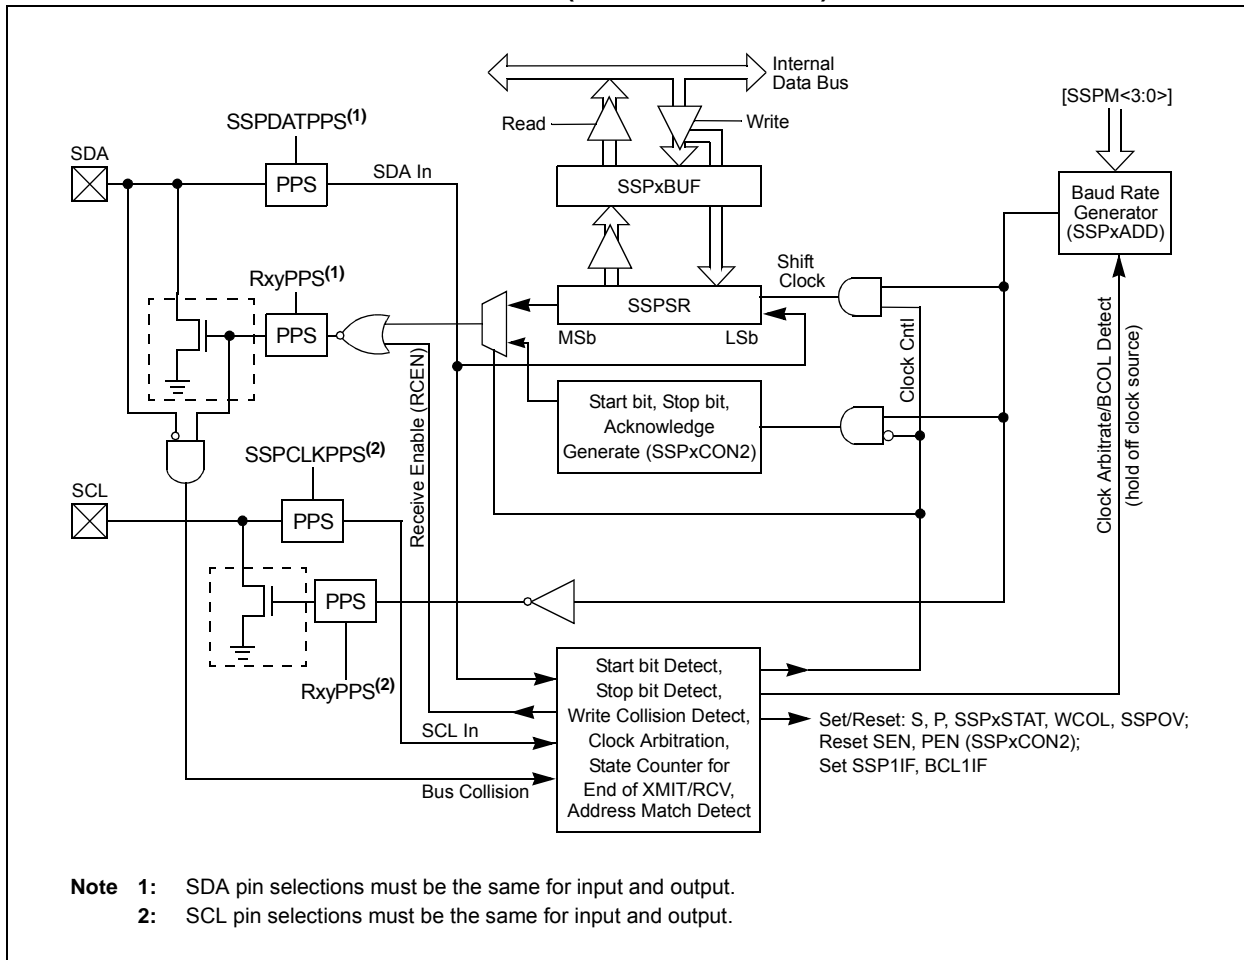 Internal
Data Bus
[SSPM<3:0>]
SSPDATPPS(1)
Read
Write
SDA
PPS
SDA In
SSPxBUF
Baud Rate
Generator
(SSPxADD)
RxyPPS(1)
Shift
Clock
PPS
SSPSR
MSb
LSb
Receive Enable (RCEN)
Clock Cntl
Clock Arbitrate/BCOL Detect
(hold off clock source)
Start bit, Stop bit,
Acknowledge
Generate (SSPxCON2)
SSPCLKPPS(2)
SCL
PPS
PPS
RxyPPS(2)
SCL In
Bus Collision
Start bit Detect,
Stop bit Detect,
Write Collision Detect,
Clock Arbitration,
State Counter for
End of XMIT/RCV,
Address Match Detect
Set/Reset: S, P, SSPxSTAT, WCOL, SSPOV;
Reset SEN, PEN (SSPxCON2);
Set SSP1IF, BCL1IF
Note 1: SDA pin selections must be the same for input and output.
2: SCL pin selections must be the same for input and output.